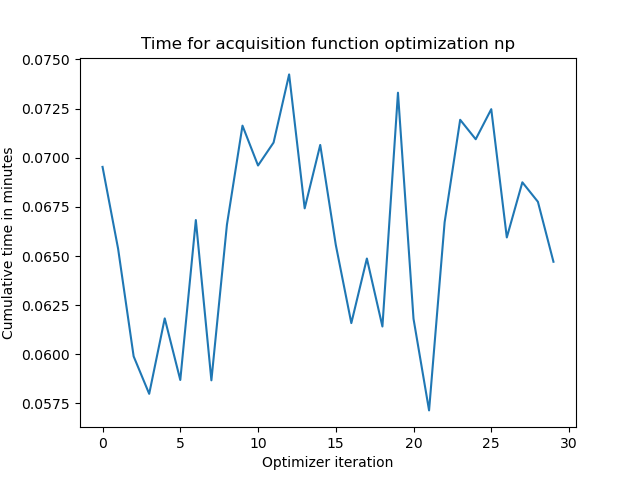 Time for acquisition function optimization np
0.0750
0.0725
0.0700
0.0675
0.0650
0.0625
0.0600
0.0575
Cumulative time in minutes
0 5 10 15 20 25 30
Optimizer iteration